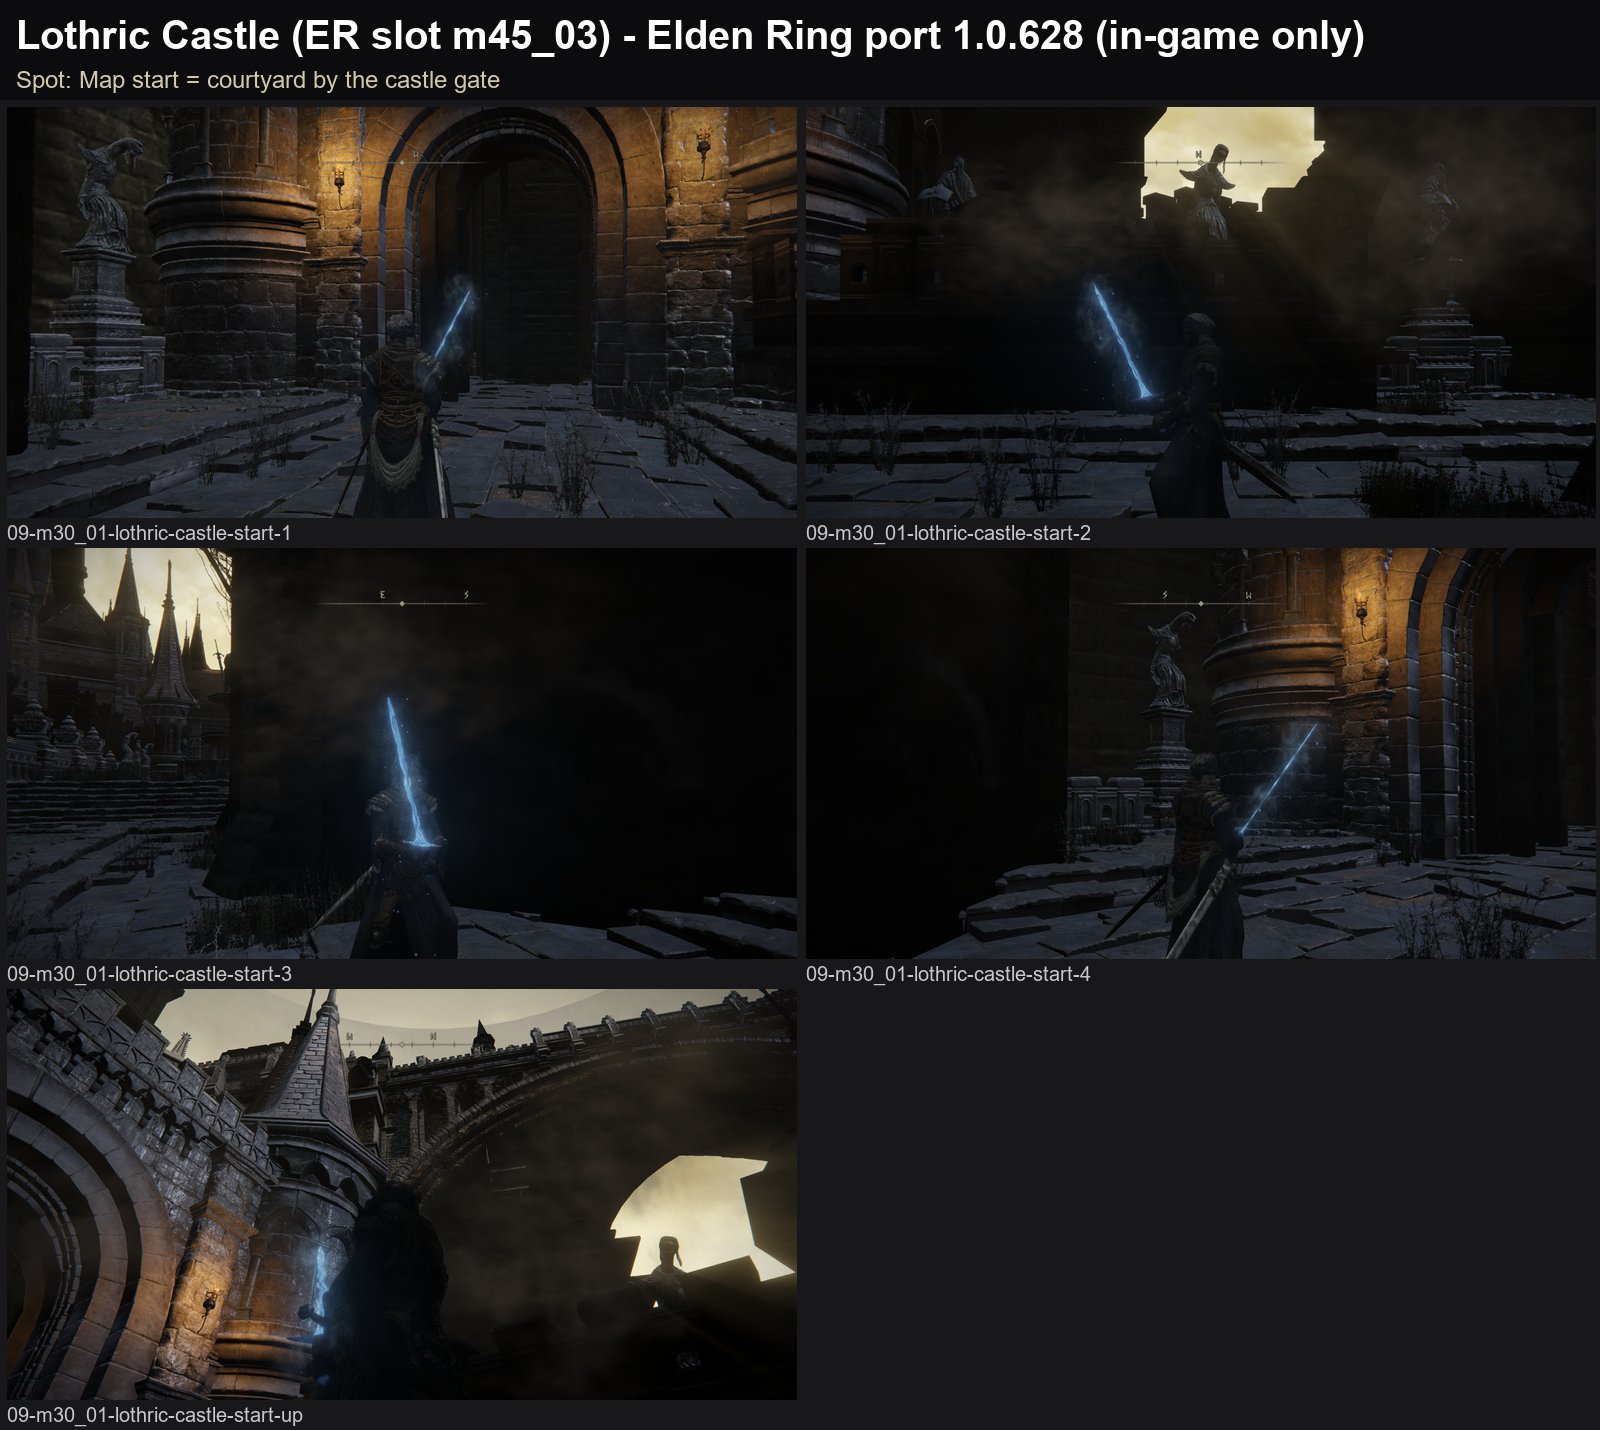 Lothric Castle (ER slot m45_03) - Elden Ring port 1.0.628 (in-game only)
Spot: Map start = courtyard by the castle gate
W
N
09-m30_01-lothric-castle-start-1
09-m30_01-lothric-castle-start-2
E S
S W
09-m30_01-lothric-castle-start-3
09-m30_01-lothric-castle-start-4
W N
09-m30_01-lothric-castle-start-up